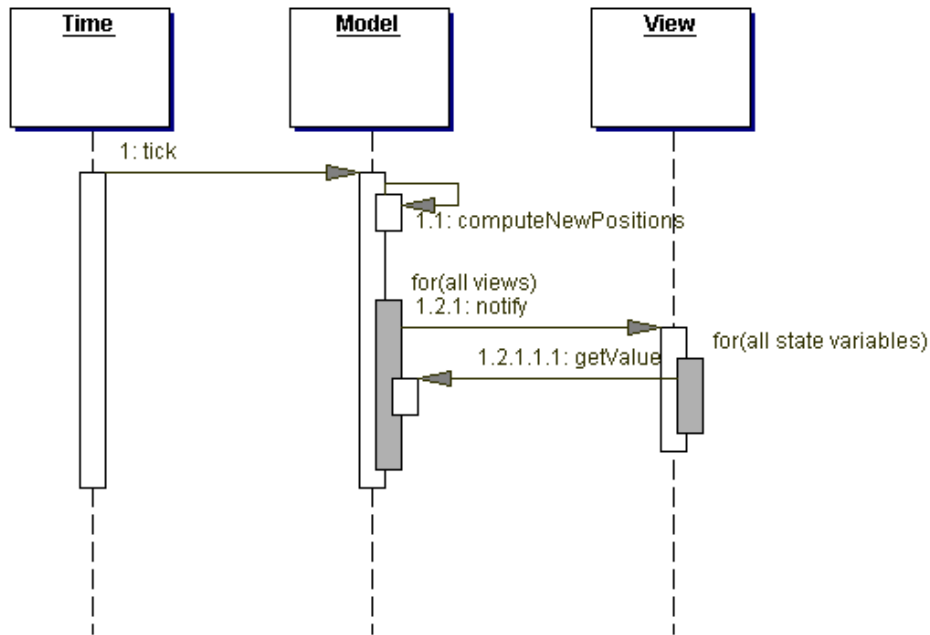 Time
Model
View
1: tick
1.1: computeNewPositions
for(all views)
1.2.1: notify
for(all state variables)
1.2.1.1.1: getValue